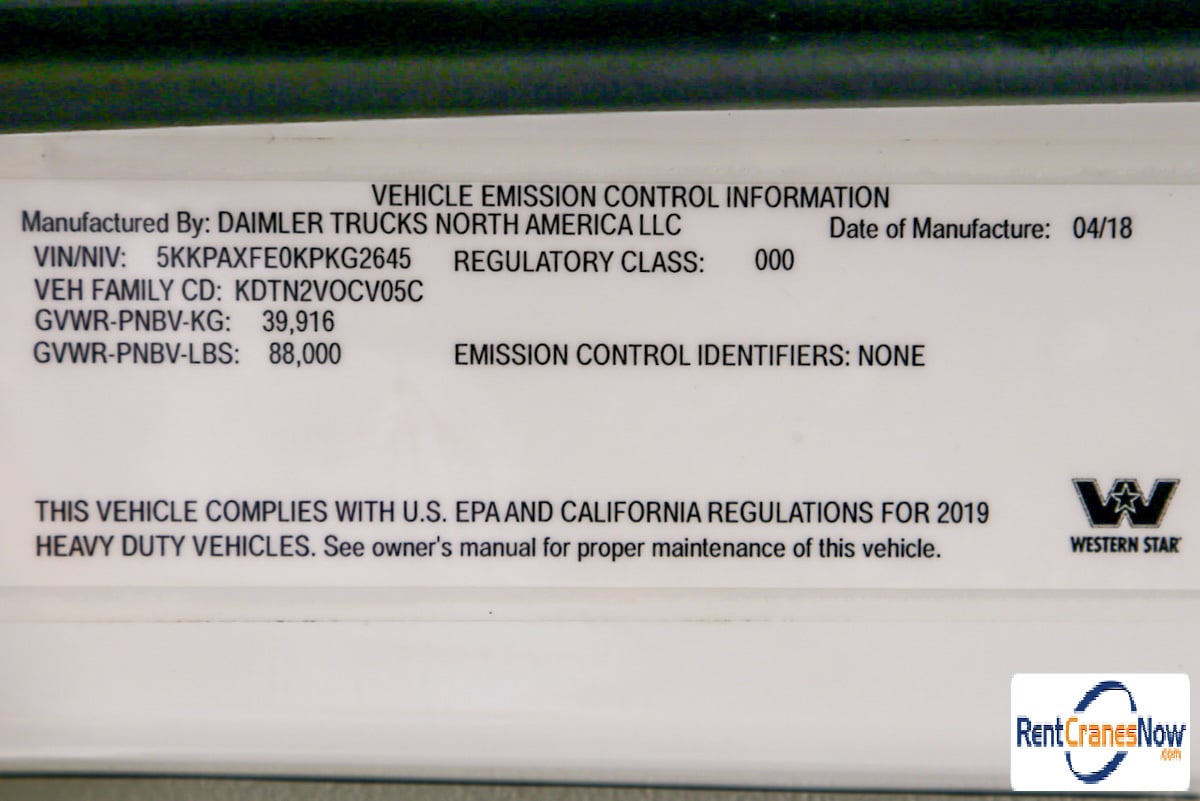 VEHICLE EMISSION CONTROL INFORMATION
Manufactured By: DAIMLER TRUCKS NORTH AMERICA LLC Date of Manufacture: 04/18
VIN/NIV: 5KKPAXFE0KPKG2645 REGULATORY CLASS: 000
VEH FAMILY CD: KDTN2VOCV05C
GVWR-PNBV-KG: 39,916
GVWR-PNBV-LBS: 88,000 EMISSION CONTROL IDENTIFIERS: NONE
THIS VEHICLE COMPLIES WITH U.S. EPA AND CALIFORNIA REGULATIONS FOR 2019
HEAVY DUTY VEHICLES. See owner's manual for proper maintenance of this vehicle.
WESTERN STAR
RentCranesNow
.com